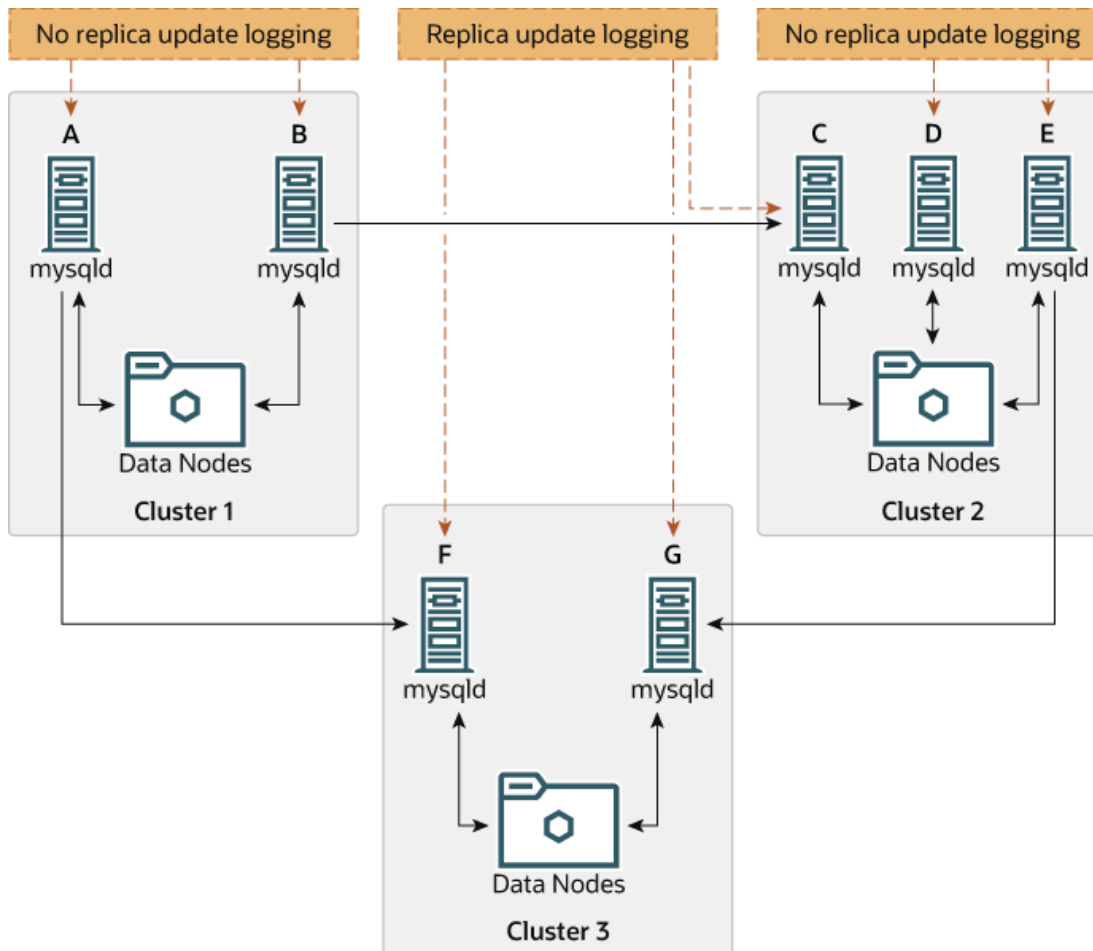 No replica update logging
Replica update logging
No replica update logging
A
B
C
D
E
mysqld
mysqld
mysqld
mysqld
mysqld
Data Nodes
Data Nodes
Cluster 1
Cluster 2
F
G
mysqld
mysqld
Data Nodes
Cluster 3